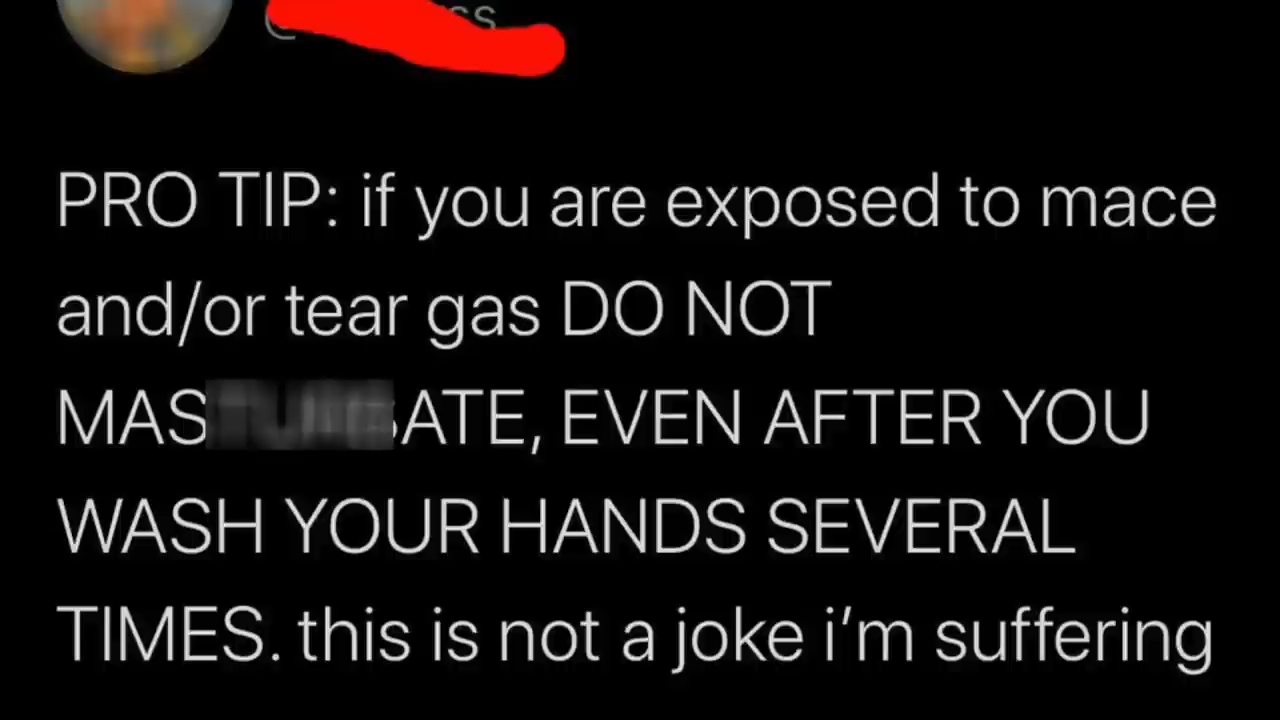 PRO TIP: if you are exposed to mace
and/or tear gas DO NOT
MAS ATE, EVEN AFTER YOU
WASH YOUR HANDS SEVERAL
TIMES. this is not a joke i'm suffering